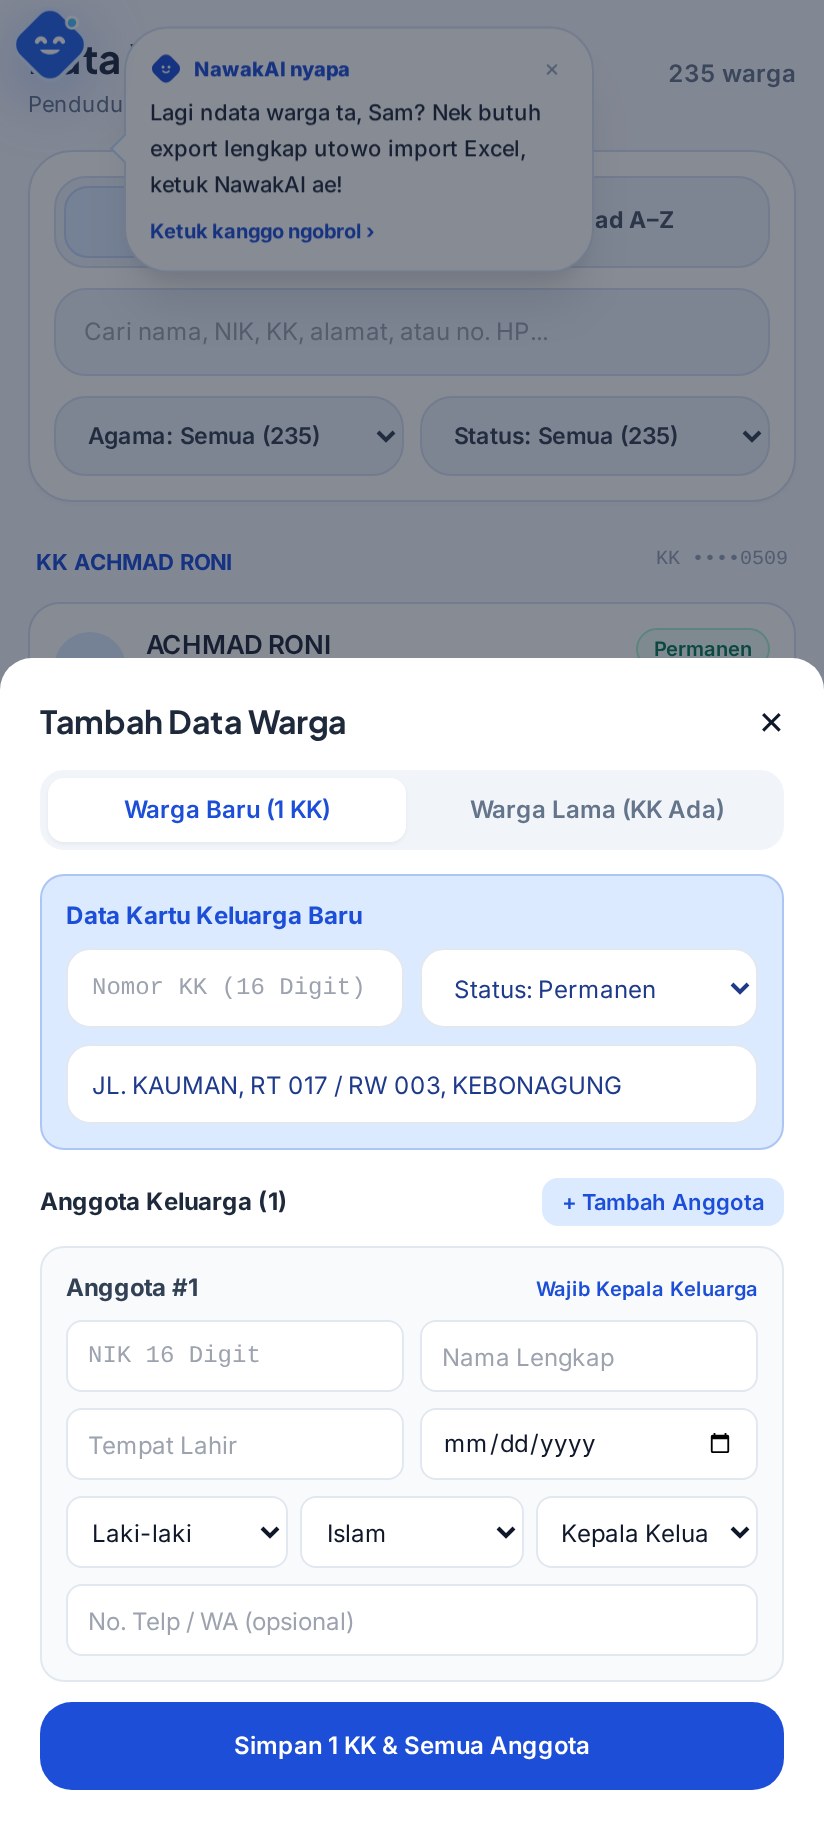 NawakAI nyapa
×
Lagi ndata warga ta, Sam? Nek butuh
export lengkap utowo import Excel,
ketuk NawakAI ae!
Ketuk kanggo ngobrol ›
235 warga
Pendudu
ad A–Z
Cari nama, NIK, KK, alamat, atau no. HP...
Agama: Semua (235)
Status: Semua (235)
KK ACHMAD RONI
KK ••••0509
ACHMAD RONI
Permanen
Tambah Data Warga
×
Warga Baru (1 KK)
Warga Lama (KK Ada)
Data Kartu Keluarga Baru
Nomor KK (16 Digit)
Status: Permanen
JL. KAUMAN, RT 017 / RW 003, KEBONAGUNG
Anggota Keluarga (1)
+ Tambah Anggota
Anggota #1
Wajib Kepala Keluarga
NIK 16 Digit
Nama Lengkap
Tempat Lahir
mm/dd/yyyy
Laki-laki
Islam
Kepala Kelua
No. Telp / WA (opsional)
Simpan 1 KK & Semua Anggota